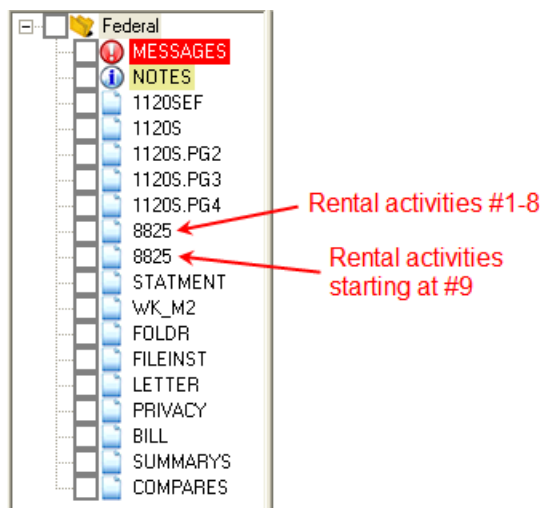 Federal
MESSAGES
NOTES
1120SEF
1120S
1120S.PG2
1120S.PG3
1120S.PG4
Rental activities #1-8
8825
8825
Rental activities
starting at #9
STATMENT
WK_M2
FOLDR
FILEINST
LETTER
PRIVACY
BILL
SUMMARYS
COMPARES